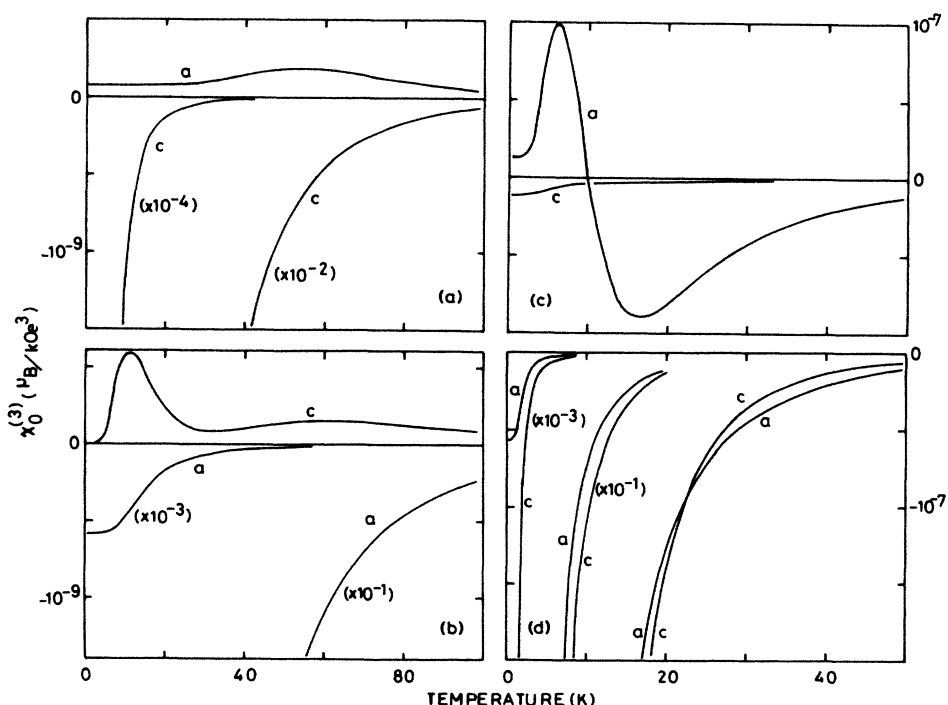 a
0
c
(x10⁻⁴)
c
-10⁻⁹
(x10⁻²)
(a)
10⁻⁷
a
0
c
(c)
χ₀⁽³⁾ (μB/kOe³)
c
0
a
(x10⁻³)
a
-10⁻⁹
(x10⁻¹)
(b)
0
a
(x10⁻³)
c
a
c
(x10⁻¹)
-10⁻⁷
a
c
(d)
a
c
0 40 80
0 20 40
TEMPERATURE (K)